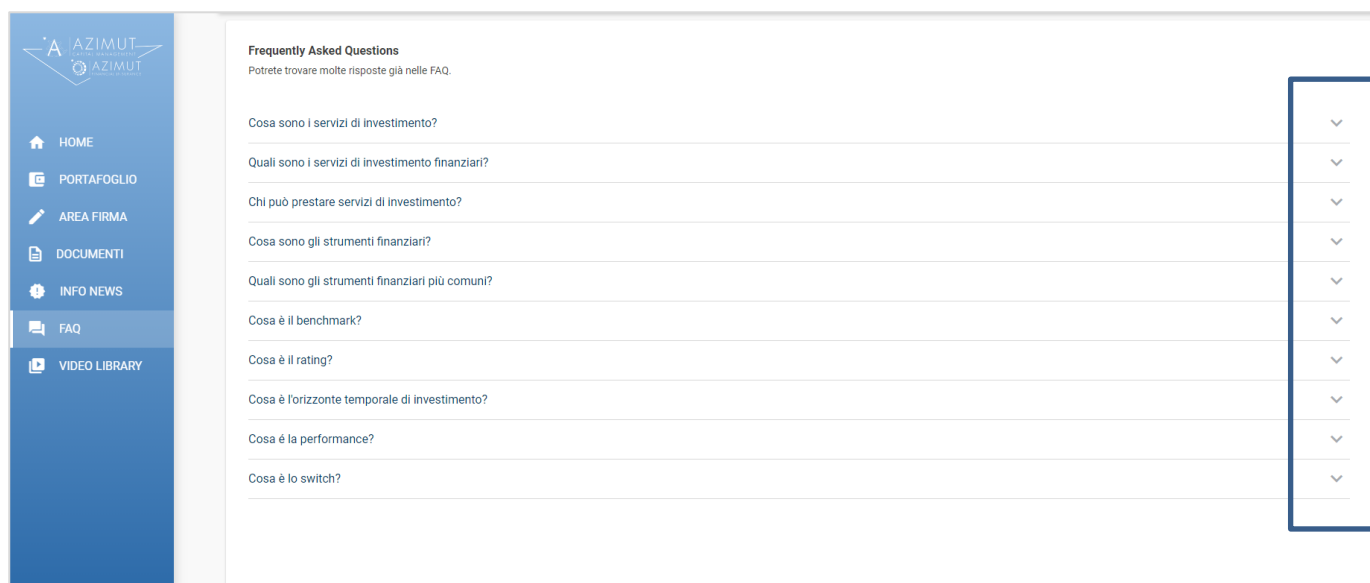 AZIMUT
CAPITAL MANAGEMENT
AZIMUT
HOME
PORTAFOGLIO
AREA FIRMA
DOCUMENTI
INFO NEWS
FAQ
VIDEO LIBRARY
Frequently Asked Questions
Potrete trovare molte risposte già nelle FAQ.
Cosa sono i servizi di investimento?
Quali sono i servizi di investimento finanziari?
Chi può prestare servizi di investimento?
Cosa sono gli strumenti finanziari?
Quali sono gli strumenti finanziari più comuni?
Cosa è il benchmark?
Cosa è il rating?
Cosa è l'orizzonte temporale di investimento?
Cosa é la performance?
Cosa è lo switch?